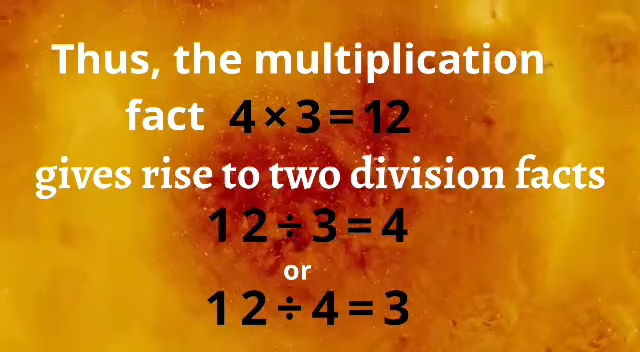 Thus, the multiplication
fact 4 × 3 = 12
gives rise to two division facts
12 ÷ 3 = 4
or
12 ÷ 4 = 3